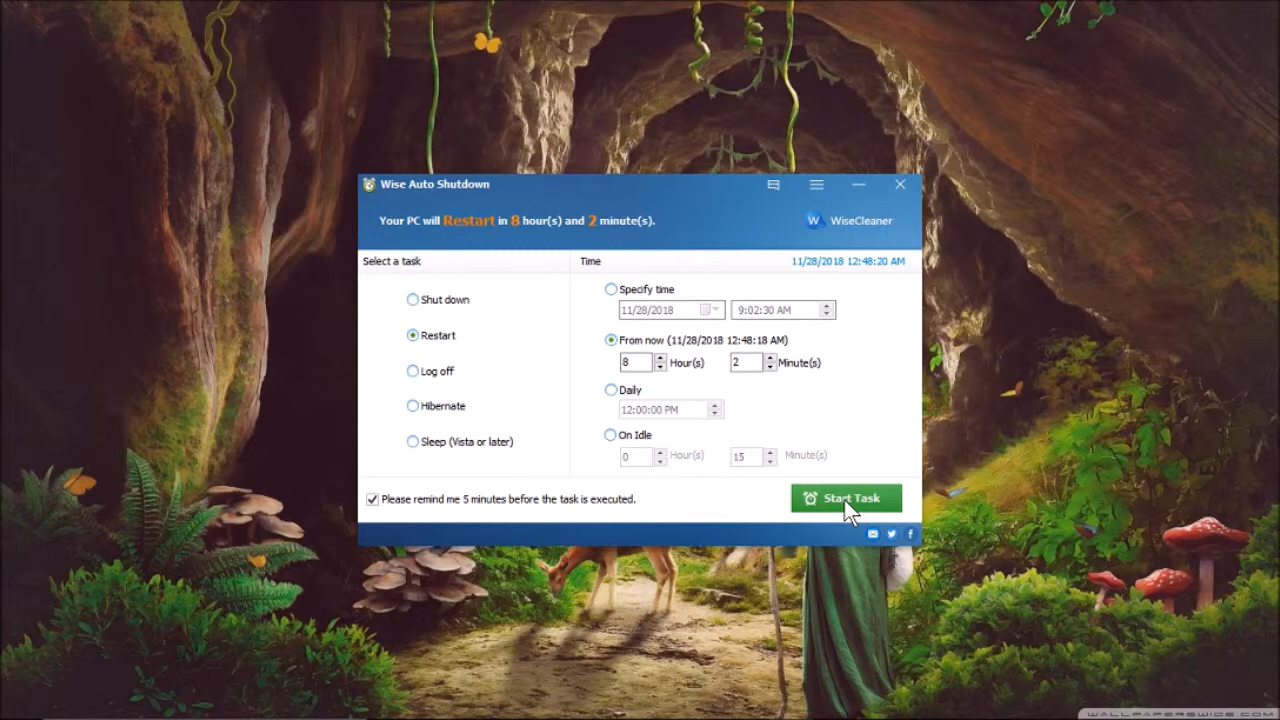 Wise Auto Shutdown
Your PC will Restart in 8 hour(s) and 2 minute(s).
W WiseCleaner
Select a task
Time
11/28/2018 12:48:20 AM
Shut down
Restart
Log off
Hibernate
Sleep (Vista or later)
Specify time
11/28/2018
9:02:30 AM
From now (11/28/2018 12:48:18 AM)
8 Hour(s) 2 Minute(s)
Daily
12:00:00 PM
On Idle
0 Hour(s) 15 Minute(s)
Please remind me 5 minutes before the task is executed.
Start Task
WALLPAPERSWIDE.COM